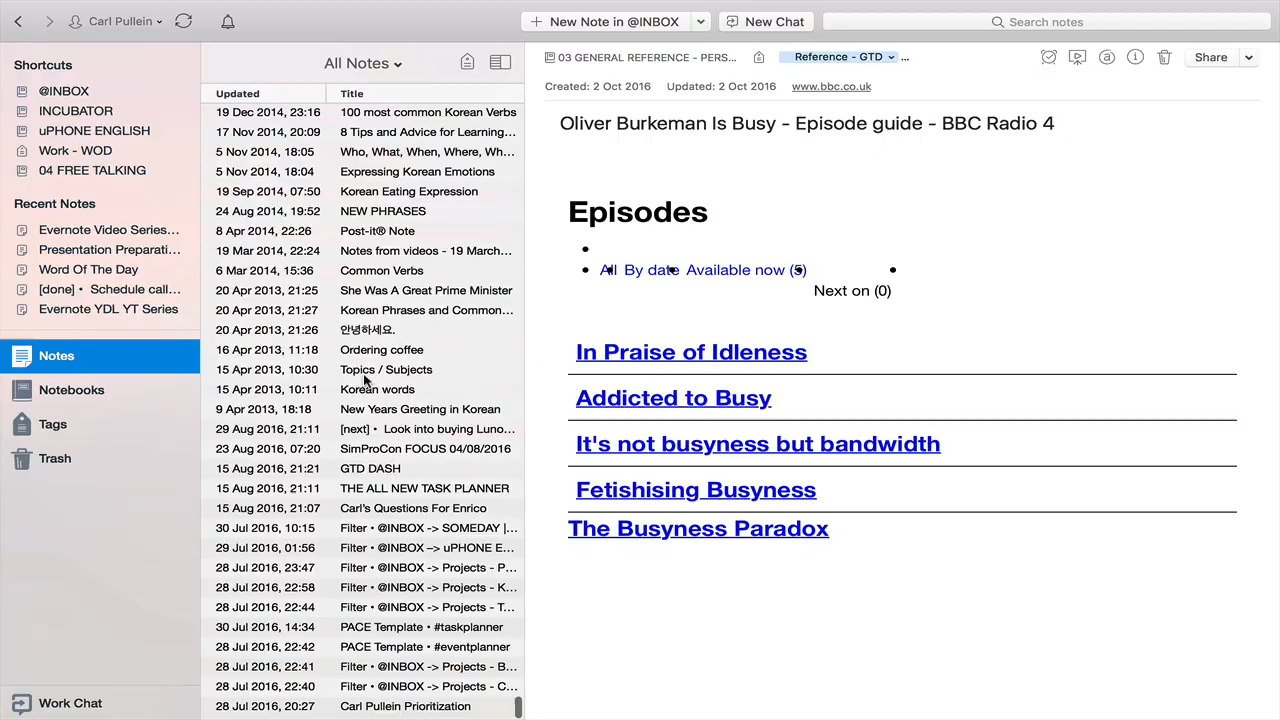 Carl Pullein
New Note in @INBOX
New Chat
Search notes
Shortcuts
@INBOX
INCUBATOR
uPHONE ENGLISH
Work - WOD
04 FREE TALKING
Recent Notes
Evernote Video Series...
Presentation Preparati...
Word Of The Day
[done] • Schedule call...
Evernote YDL YT Series
Notes
Notebooks
Tags
Trash
Work Chat
All Notes
Updated Title
19 Dec 2014, 23:16 100 most common Korean Verbs
17 Nov 2014, 20:09 8 Tips and Advice for Learning...
5 Nov 2014, 18:05 Who, What, When, Where, Wh...
5 Nov 2014, 18:04 Expressing Korean Emotions
19 Sep 2014, 07:50 Korean Eating Expression
24 Aug 2014, 19:52 NEW PHRASES
8 Apr 2014, 22:26 Post-it® Note
19 Mar 2014, 22:24 Notes from videos - 19 March...
6 Mar 2014, 15:36 Common Verbs
20 Apr 2013, 21:25 She Was A Great Prime Minister
20 Apr 2013, 21:27 Korean Phrases and Common...
20 Apr 2013, 21:26 안녕하세요.
16 Apr 2013, 11:18 Ordering coffee
15 Apr 2013, 10:30 Topics / Subjects
15 Apr 2013, 10:11 Korean words
9 Apr 2013, 18:18 New Years Greeting in Korean
29 Aug 2016, 21:11 [next] • Look into buying Luno...
23 Aug 2016, 07:20 SimProCon FOCUS 04/08/2016
15 Aug 2016, 21:21 GTD DASH
15 Aug 2016, 21:11 THE ALL NEW TASK PLANNER
15 Aug 2016, 21:07 Carl's Questions For Enrico
30 Jul 2016, 10:15 Filter • @INBOX -> SOMEDAY |...
29 Jul 2016, 01:56 Filter • @INBOX –> uPHONE E...
28 Jul 2016, 23:47 Filter • @INBOX -> Projects - P...
28 Jul 2016, 22:58 Filter • @INBOX -> Projects - K...
28 Jul 2016, 22:44 Filter • @INBOX -> Projects - T...
30 Jul 2016, 14:34 PACE Template • #taskplanner
28 Jul 2016, 22:42 PACE Template • #eventplanner
28 Jul 2016, 22:41 Filter • @INBOX -> Projects - B...
28 Jul 2016, 22:40 Filter • @INBOX -> Projects - C...
28 Jul 2016, 20:27 Carl Pullein Prioritization
03 GENERAL REFERENCE - PERS... Reference - GTD ...
Share
Created: 2 Oct 2016 Updated: 2 Oct 2016 www.bbc.co.uk
Oliver Burkeman Is Busy - Episode guide - BBC Radio 4
Episodes
All By date Available now (5)
Next on (0)
In Praise of Idleness
Addicted to Busy
It's not busyness but bandwidth
Fetishising Busyness
The Busyness Paradox